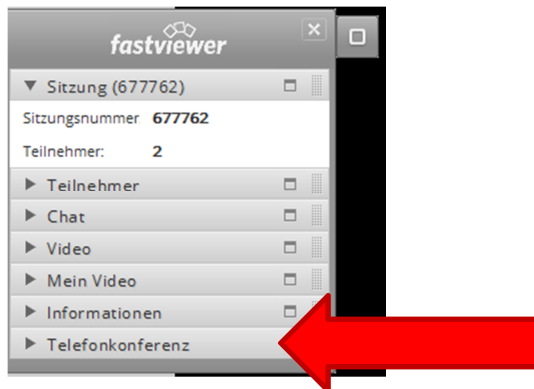 fastviewer
Sitzung (677762)
Sitzungsnummer 677762
Teilnehmer: 2
Teilnehmer
Chat
Video
Mein Video
Informationen
Telefonkonferenz